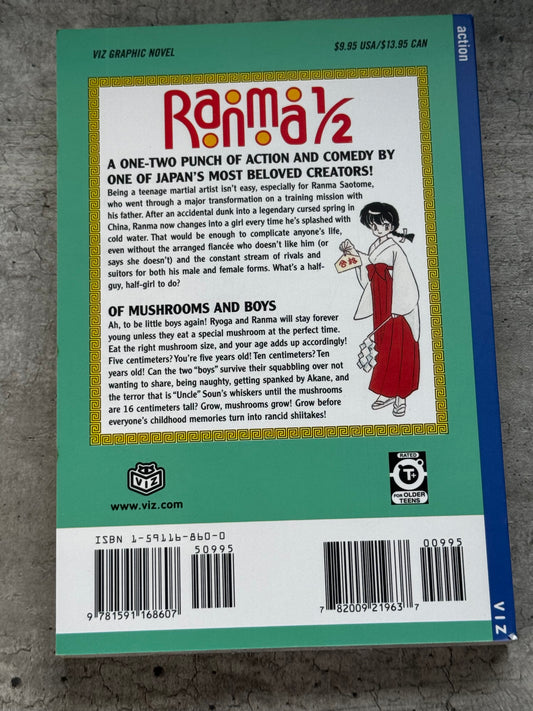 VIZ GRAPHIC NOVEL
$9.95 USA/$13.95 CAN
action
Ranma 1/2
A ONE-TWO PUNCH OF ACTION AND COMEDY BY
ONE OF JAPAN'S MOST BELOVED CREATORS!
Being a teenage martial artist isn't easy, especially for Ranma Saotome,
who went through a major transformation on a training mission with
his father. After an accidental dunk into a legendary cursed spring in
China, Ranma now changes into a girl every time he's splashed with
cold water. That would be enough to complicate anyone's life,
even without the arranged fiancée who doesn't like him (or
says she doesn't) and the constant stream of rivals and
suitors for both his male and female forms. What's a half-
guy, half-girl to do?
合格
OF MUSHROOMS AND BOYS
Ah, to be little boys again! Ryoga and Ranma will stay forever
young unless they eat a special mushroom at the perfect time.
Eat the right mushroom size, and your age adds up accordingly!
Five centimeters? You're five years old! Ten centimeters? Ten
years old! Can the two "boys" survive their squabbling over not
wanting to share, being naughty, getting spanked by Akane, and
the terror that is "Uncle" Soun's whiskers until the mushrooms
are 16 centimeters tall? Grow, mushrooms grow! Grow before
everyone's childhood memories turn into rancid shiitakes!
VIZ
www.viz.com
RATED
T+
FOR OLDER
TEENS
ISBN 1-59116-860-0
50995
9 781591 168607
00995
7 82009 21963 7
VIZ